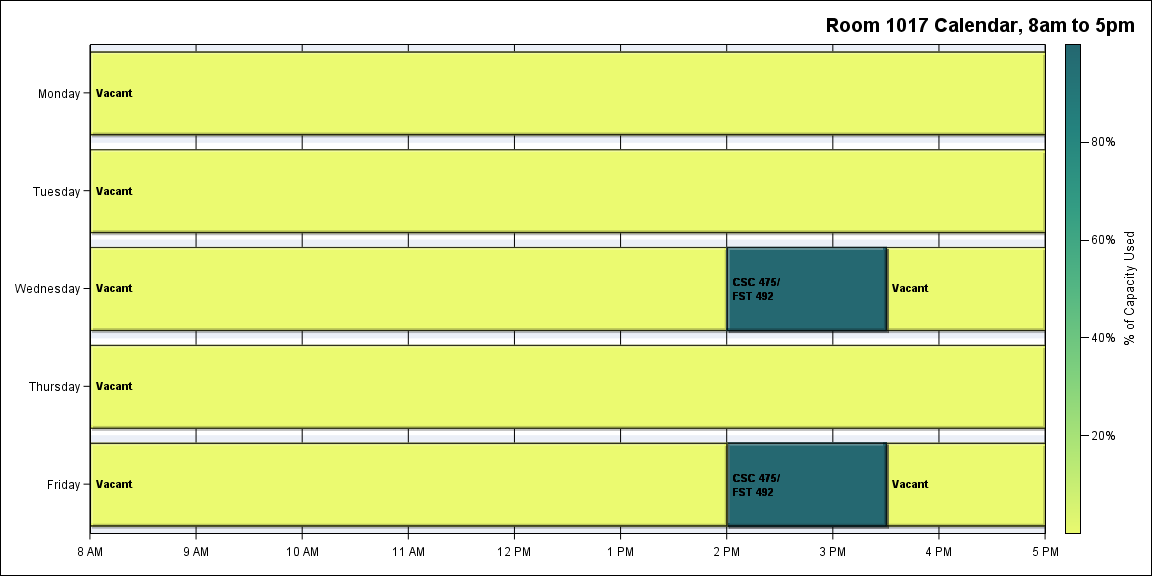 Room 1017 Calendar, 8am to 5pm
Monday
Vacant
Tuesday
Vacant
Wednesday
Vacant
CSC 475/
FST 492
Vacant
Thursday
Vacant
Friday
Vacant
CSC 475/
FST 492
Vacant
8 AM
9 AM
10 AM
11 AM
12 PM
1 PM
2 PM
3 PM
4 PM
5 PM
80%
60%
40%
20%
% of Capacity Used